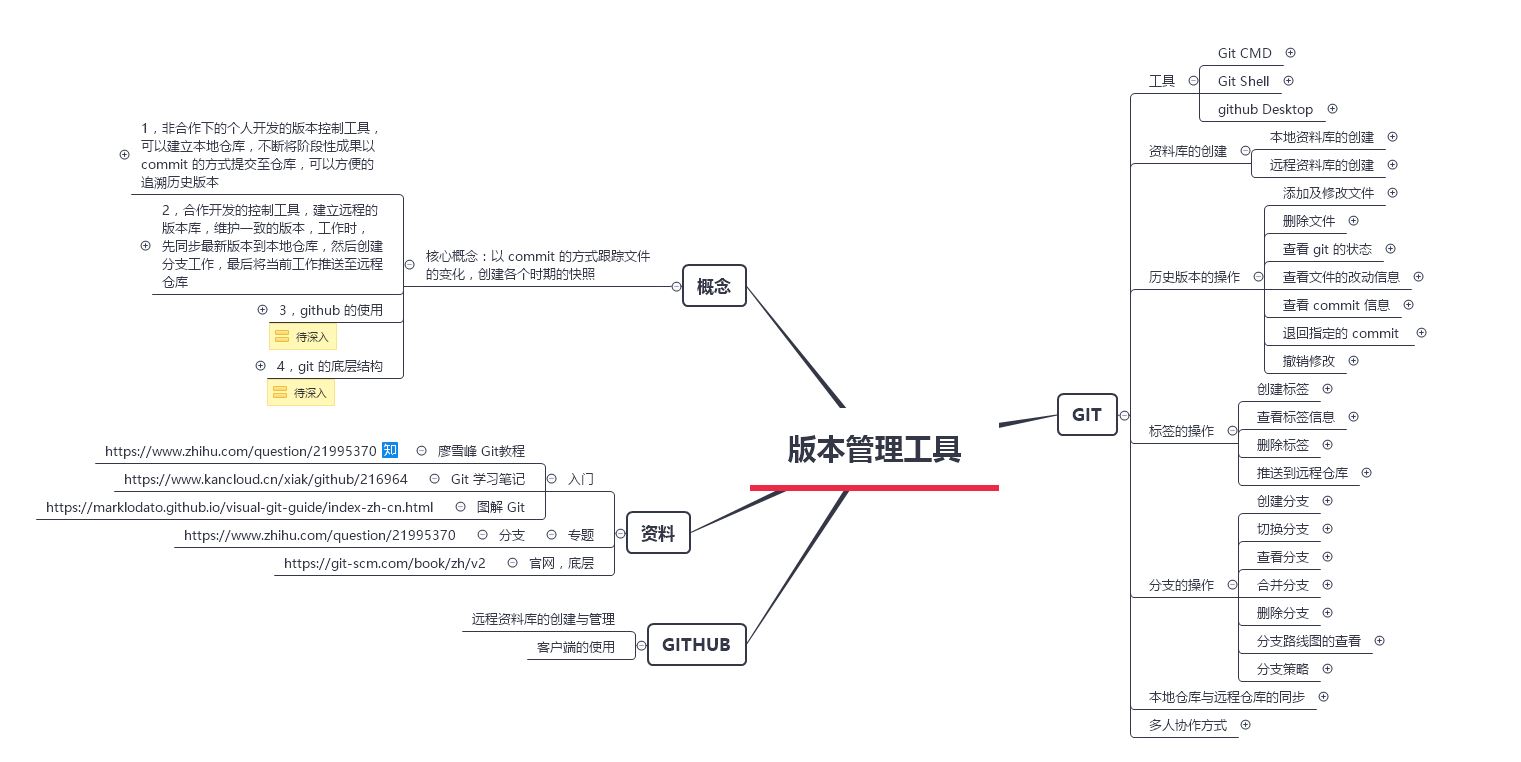 版本管理工具
概念
核心概念：以 commit 的方式跟踪文件
的变化，创建各个时期的快照
1，非合作下的个人开发的版本控制工具，
可以建立本地仓库，不断将阶段性成果以
commit 的方式提交至仓库，可以方便的
追溯历史版本
2，合作开发的控制工具，建立远程的
版本库，维护一致的版本，工作时，
先同步最新版本到本地仓库，然后创建
分支工作，最后将当前工作推送至远程
仓库
3，github 的使用
待深入
4，git 的底层结构
待深入
资料
入门
廖雪峰 Git教程
https://www.zhihu.com/question/21995370 知
Git 学习笔记
https://www.kancloud.cn/xiak/github/216964
图解 Git
https://marklodato.github.io/visual-git-guide/index-zh-cn.html
专题
分支
https://www.zhihu.com/question/21995370
官网，底层
https://git-scm.com/book/zh/v2
GITHUB
远程资料库的创建与管理
客户端的使用
GIT
工具
Git CMD
Git Shell
github Desktop
资料库的创建
本地资料库的创建
远程资料库的创建
历史版本的操作
添加及修改文件
删除文件
查看 git 的状态
查看文件的改动信息
查看 commit 信息
退回指定的 commit
撤销修改
标签的操作
创建标签
查看标签信息
删除标签
推送到远程仓库
分支的操作
创建分支
切换分支
查看分支
合并分支
删除分支
分支路线图的查看
分支策略
本地仓库与远程仓库的同步
多人协作方式